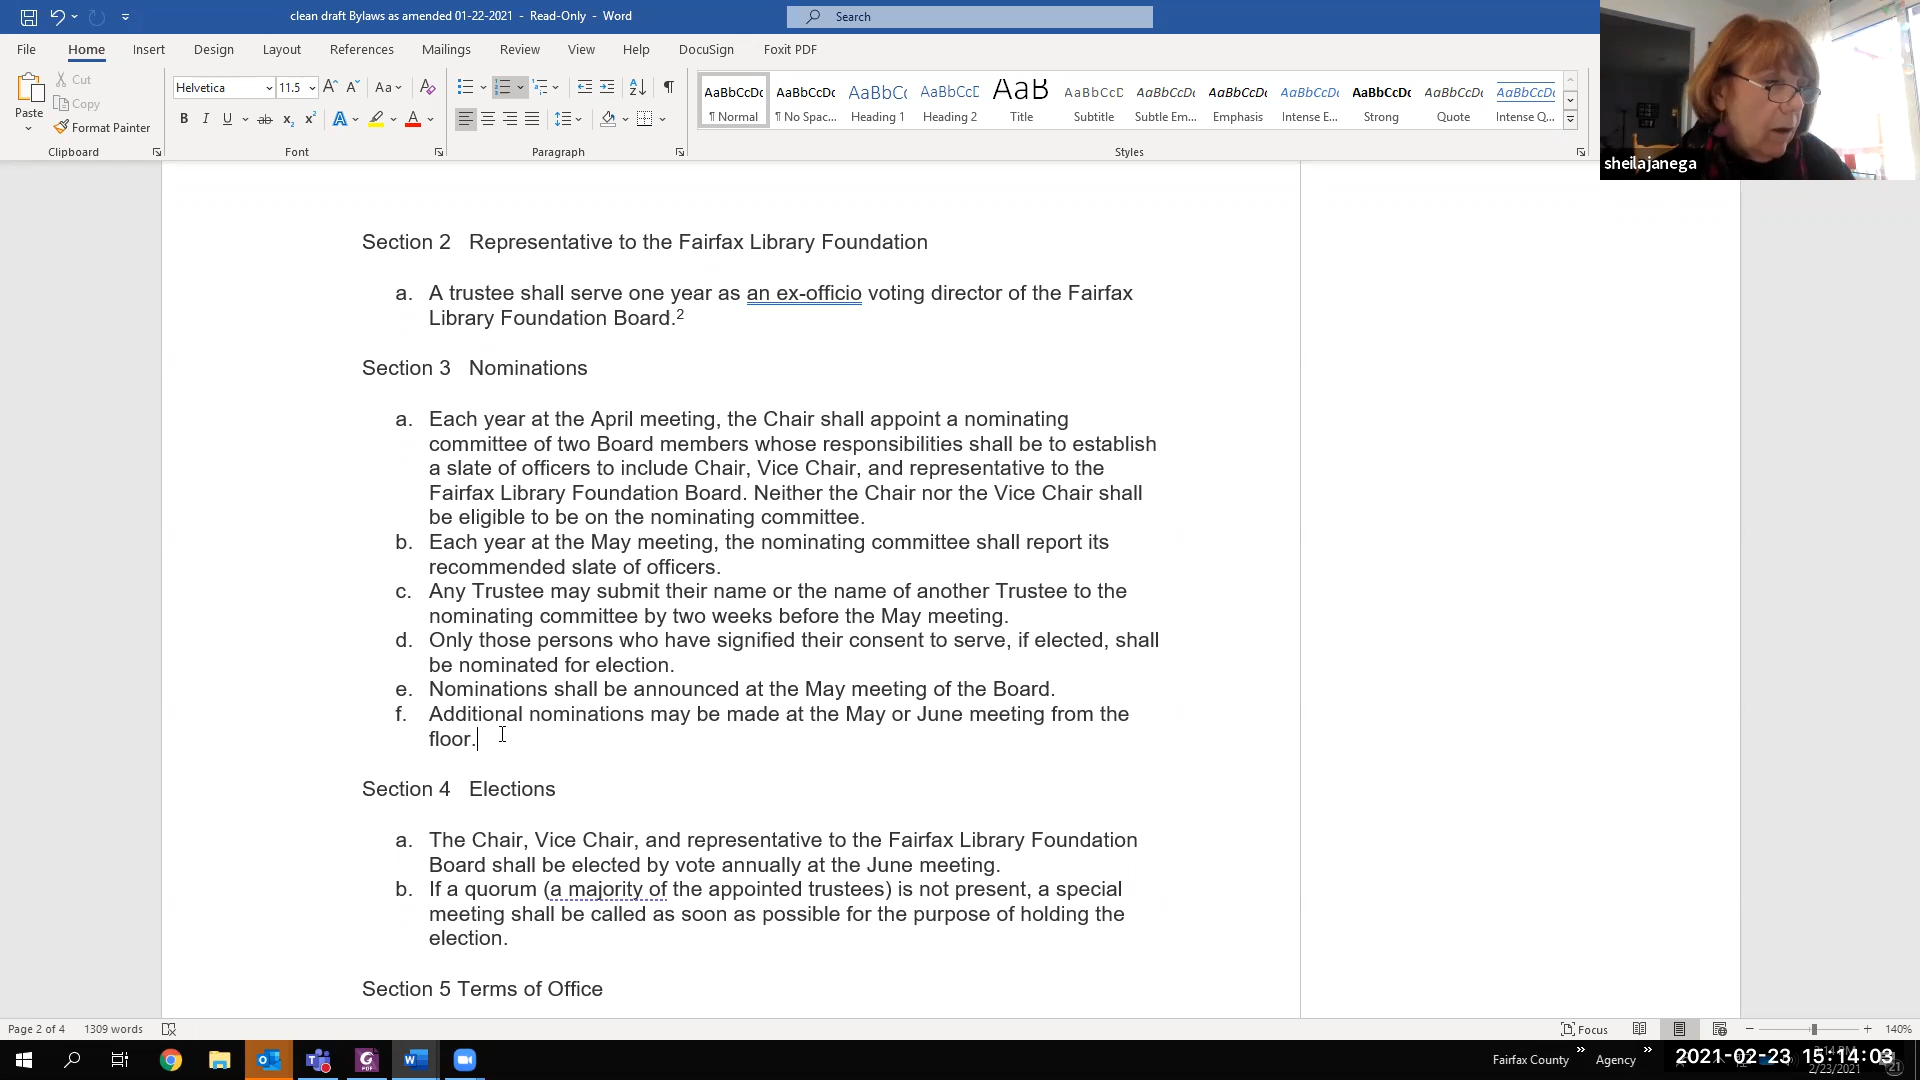 clean draft Bylaws as amended 01-22-2021 - Read-Only - Word
Search
File Home Insert Design Layout References Mailings Review View Help DocuSign Foxit PDF
Paste
Cut
Copy
Format Painter
Clipboard
Helvetica 11.5
Font
Paragraph
AaBbCcDc AaBbCcDc AaBbCc AaBbCcD AaB AaBbCcD AaBbCcDc AaBbCcDc AaBbCcDc AaBbCcDc AaBbCcDc AaBbCcDc
¶ Normal ¶ No Spac... Heading 1 Heading 2 Title Subtitle Subtle Em... Emphasis Intense E... Strong Quote Intense Q...
Styles
sheilajanega
Section 2 Representative to the Fairfax Library Foundation
a. A trustee shall serve one year as an ex-officio voting director of the Fairfax
Library Foundation Board.2
Section 3 Nominations
a. Each year at the April meeting, the Chair shall appoint a nominating
committee of two Board members whose responsibilities shall be to establish
a slate of officers to include Chair, Vice Chair, and representative to the
Fairfax Library Foundation Board. Neither the Chair nor the Vice Chair shall
be eligible to be on the nominating committee.
b. Each year at the May meeting, the nominating committee shall report its
recommended slate of officers.
c. Any Trustee may submit their name or the name of another Trustee to the
nominating committee by two weeks before the May meeting.
d. Only those persons who have signified their consent to serve, if elected, shall
be nominated for election.
e. Nominations shall be announced at the May meeting of the Board.
f. Additional nominations may be made at the May or June meeting from the
floor.
Section 4 Elections
a. The Chair, Vice Chair, and representative to the Fairfax Library Foundation
Board shall be elected by vote annually at the June meeting.
b. If a quorum (a majority of the appointed trustees) is not present, a special
meeting shall be called as soon as possible for the purpose of holding the
election.
Section 5 Terms of Office
Page 2 of 4 1309 words
Focus
140%
Fairfax County
Agency
2021-02-23 15:14:03
2/23/2021